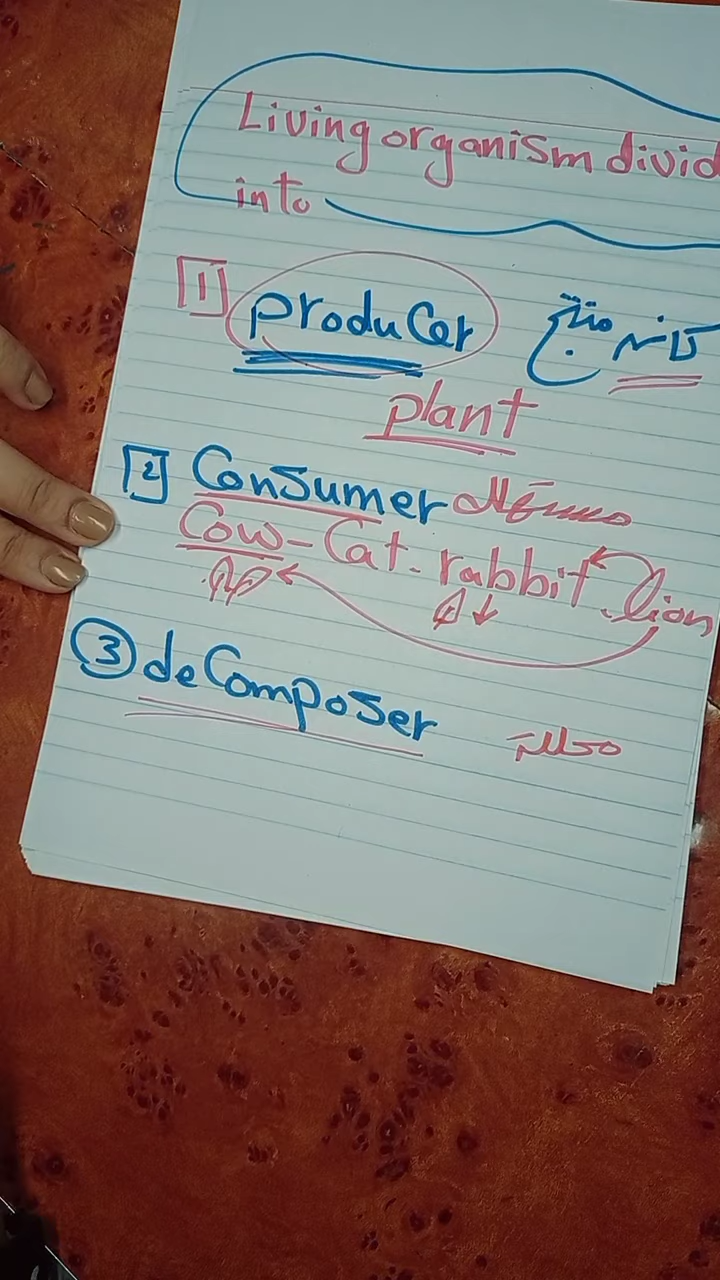 Living organism divid
into
1 producer كائن منتج
plant
2 Consumer مستهلك
Cow - Cat - rabbit. lion
3 decomposer محلل